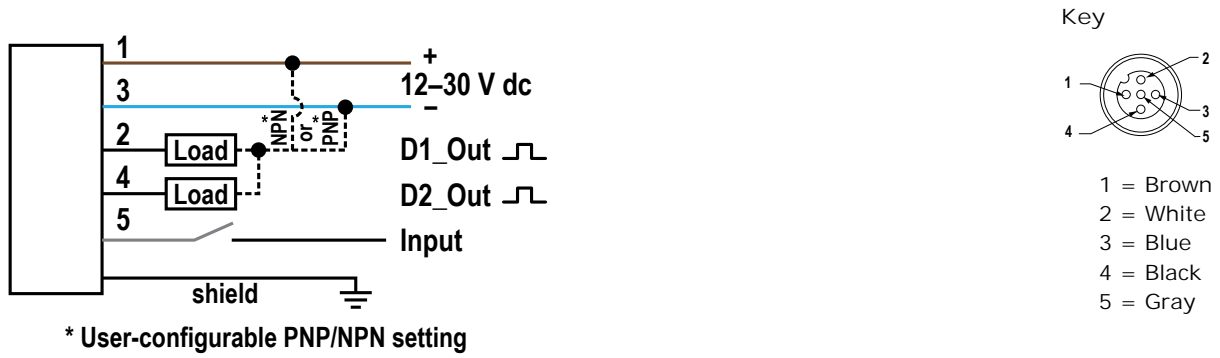 1
+
12–30 V dc
3
–
*NPN
or
*PNP
2
Load
D1_Out
4
Load
D2_Out
5
Input
shield
* User-configurable PNP/NPN setting
Key
2
1
3
4
5
1 = Brown
2 = White
3 = Blue
4 = Black
5 = Gray